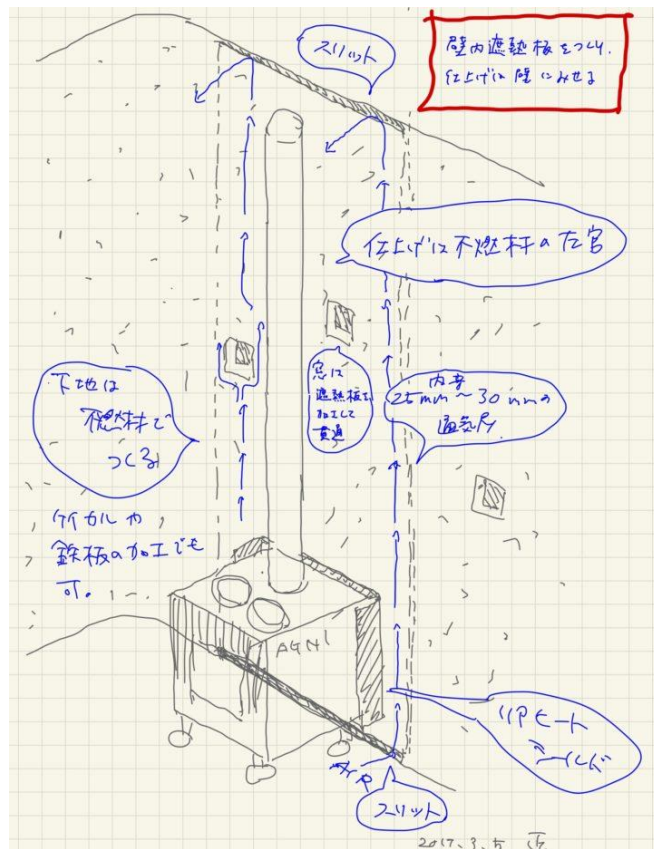 スリット
壁内遮熱板をつくり、
仕上げは壁にみせる
仕上げは不燃材の左官
窓は
遮熱板を
加工して
貫通
内寺
25mm～30mmの
通気層
下地は
不燃材で
つくる
ケイカルや
鉄板の加工でも
可。
AGNI
リアヒート
シールド
スリット
2017.3.5